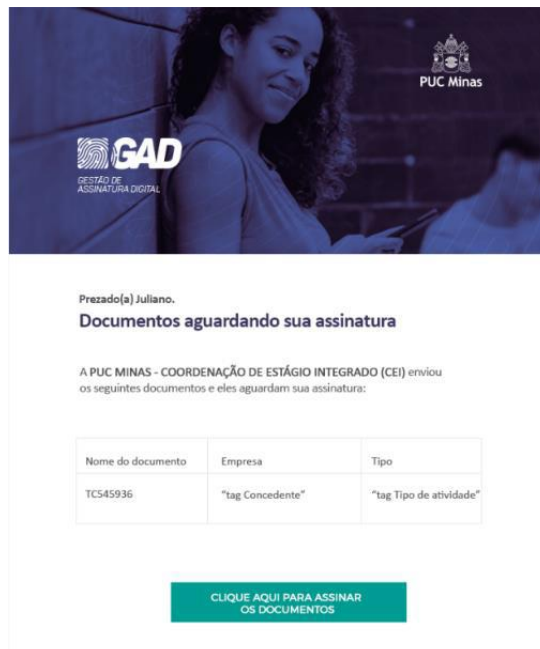 PUC Minas
GAD
GESTÃO DE
ASSINATURA DIGITAL
Prezado(a) Juliano.
Documentos aguardando sua assinatura
A PUC MINAS - COORDENAÇÃO DE ESTÁGIO INTEGRADO (CEI) enviou
os seguintes documentos e eles aguardam sua assinatura:
Nome do documento Empresa Tipo
TC545936 “tag Concedente” “tag Tipo de atividade”
CLIQUE AQUI PARA ASSINAR
OS DOCUMENTOS